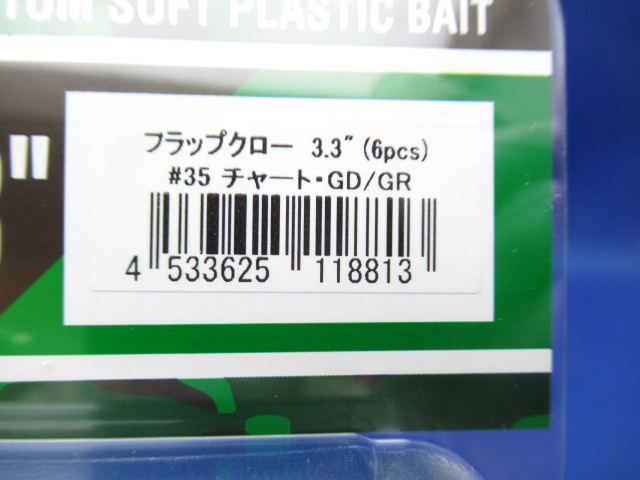 SOFT PLASTIC BAIT
"
フラップクロー 3.3" (6pcs)
#35 チャート・GD/GR
4 533625 118813